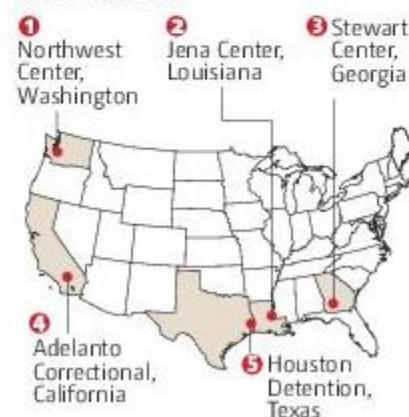 1
Northwest
Center,
Washington
2
Jena Center,
Louisiana
3 Stewart
Center,
Georgia
4
Adelanto
Correctional,
California
5 Houston
Detention,
Texas